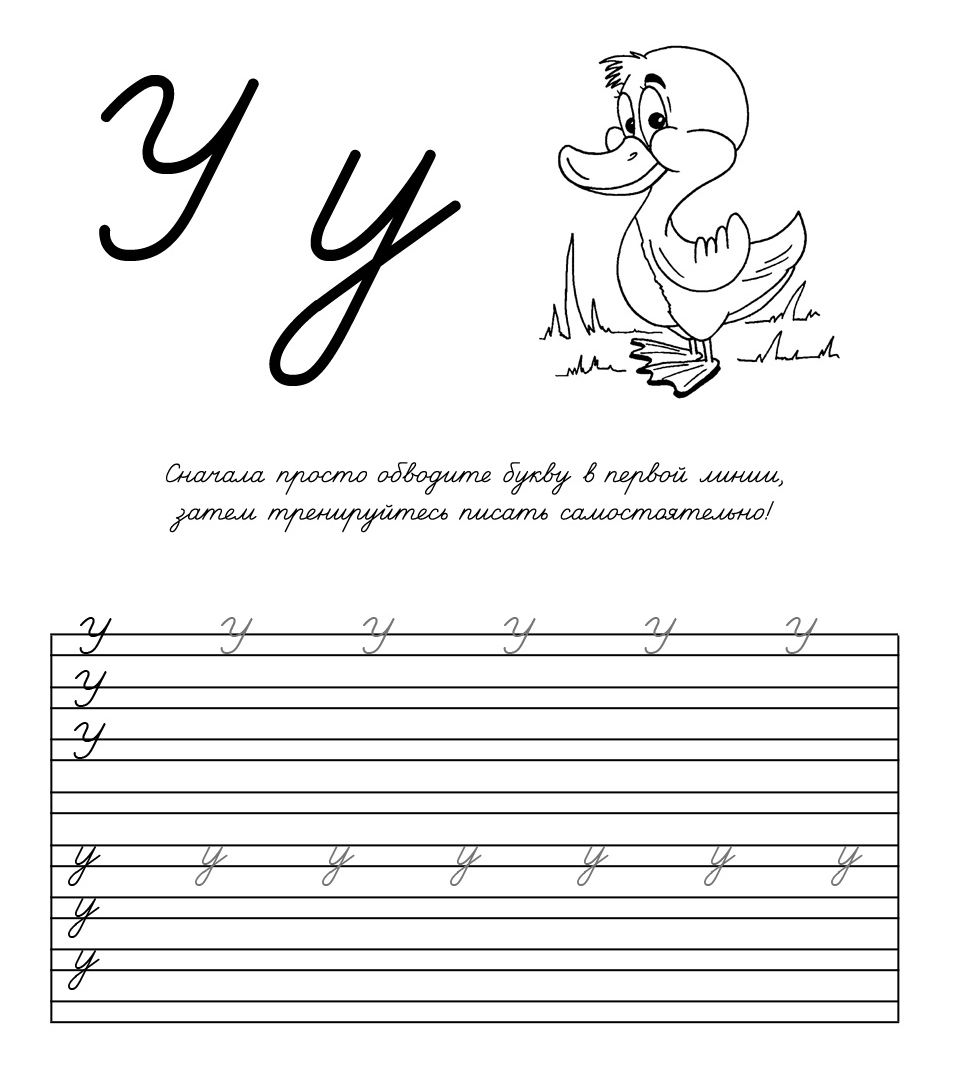 У у
Сначала просто обводите букву в первой линии,
затем тренируйтесь писать самостоятельно!
У У У У У У
У
У
у у у у у у у
у
у